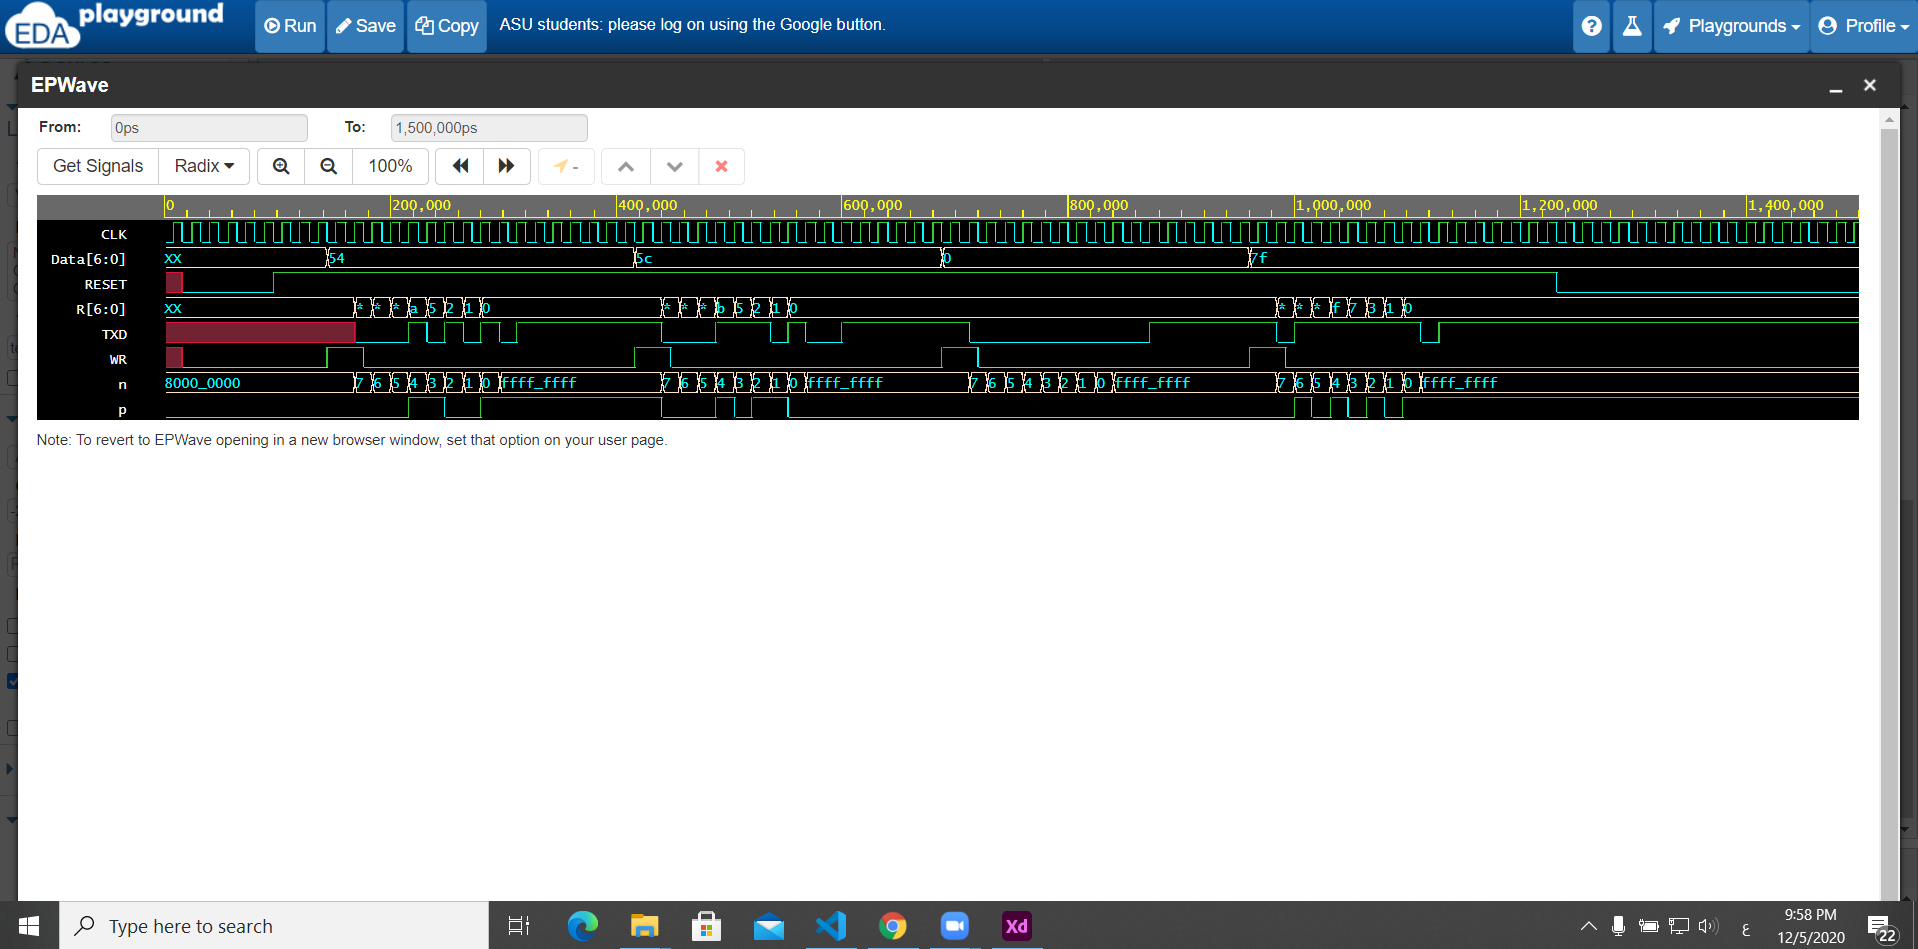 EDA playground
Run Save Copy ASU students: please log on using the Google button. Playgrounds Profile
EPWave
From: 0ps To: 1,500,000ps
Get Signals Radix 100% -
0 200,000 400,000 600,000 800,000 1,000,000 1,200,000 1,400,000
CLK
Data[6:0] XX 54 5c 0 7f
RESET
R[6:0] XX * * * a 5 2 1 0 * * * b 5 2 1 0 * * * f 7 3 1 0
TXD
WR
n 8000_0000 7 6 5 4 3 2 1 0 ffff_ffff 7 6 5 4 3 2 1 0 ffff_ffff 7 6 5 4 3 2 1 0 ffff_ffff 7 6 5 4 3 2 1 0 ffff_ffff
p
Note: To revert to EPWave opening in a new browser window, set that option on your user page.
Type here to search Xd ع 9:58 PM
12/5/2020 22